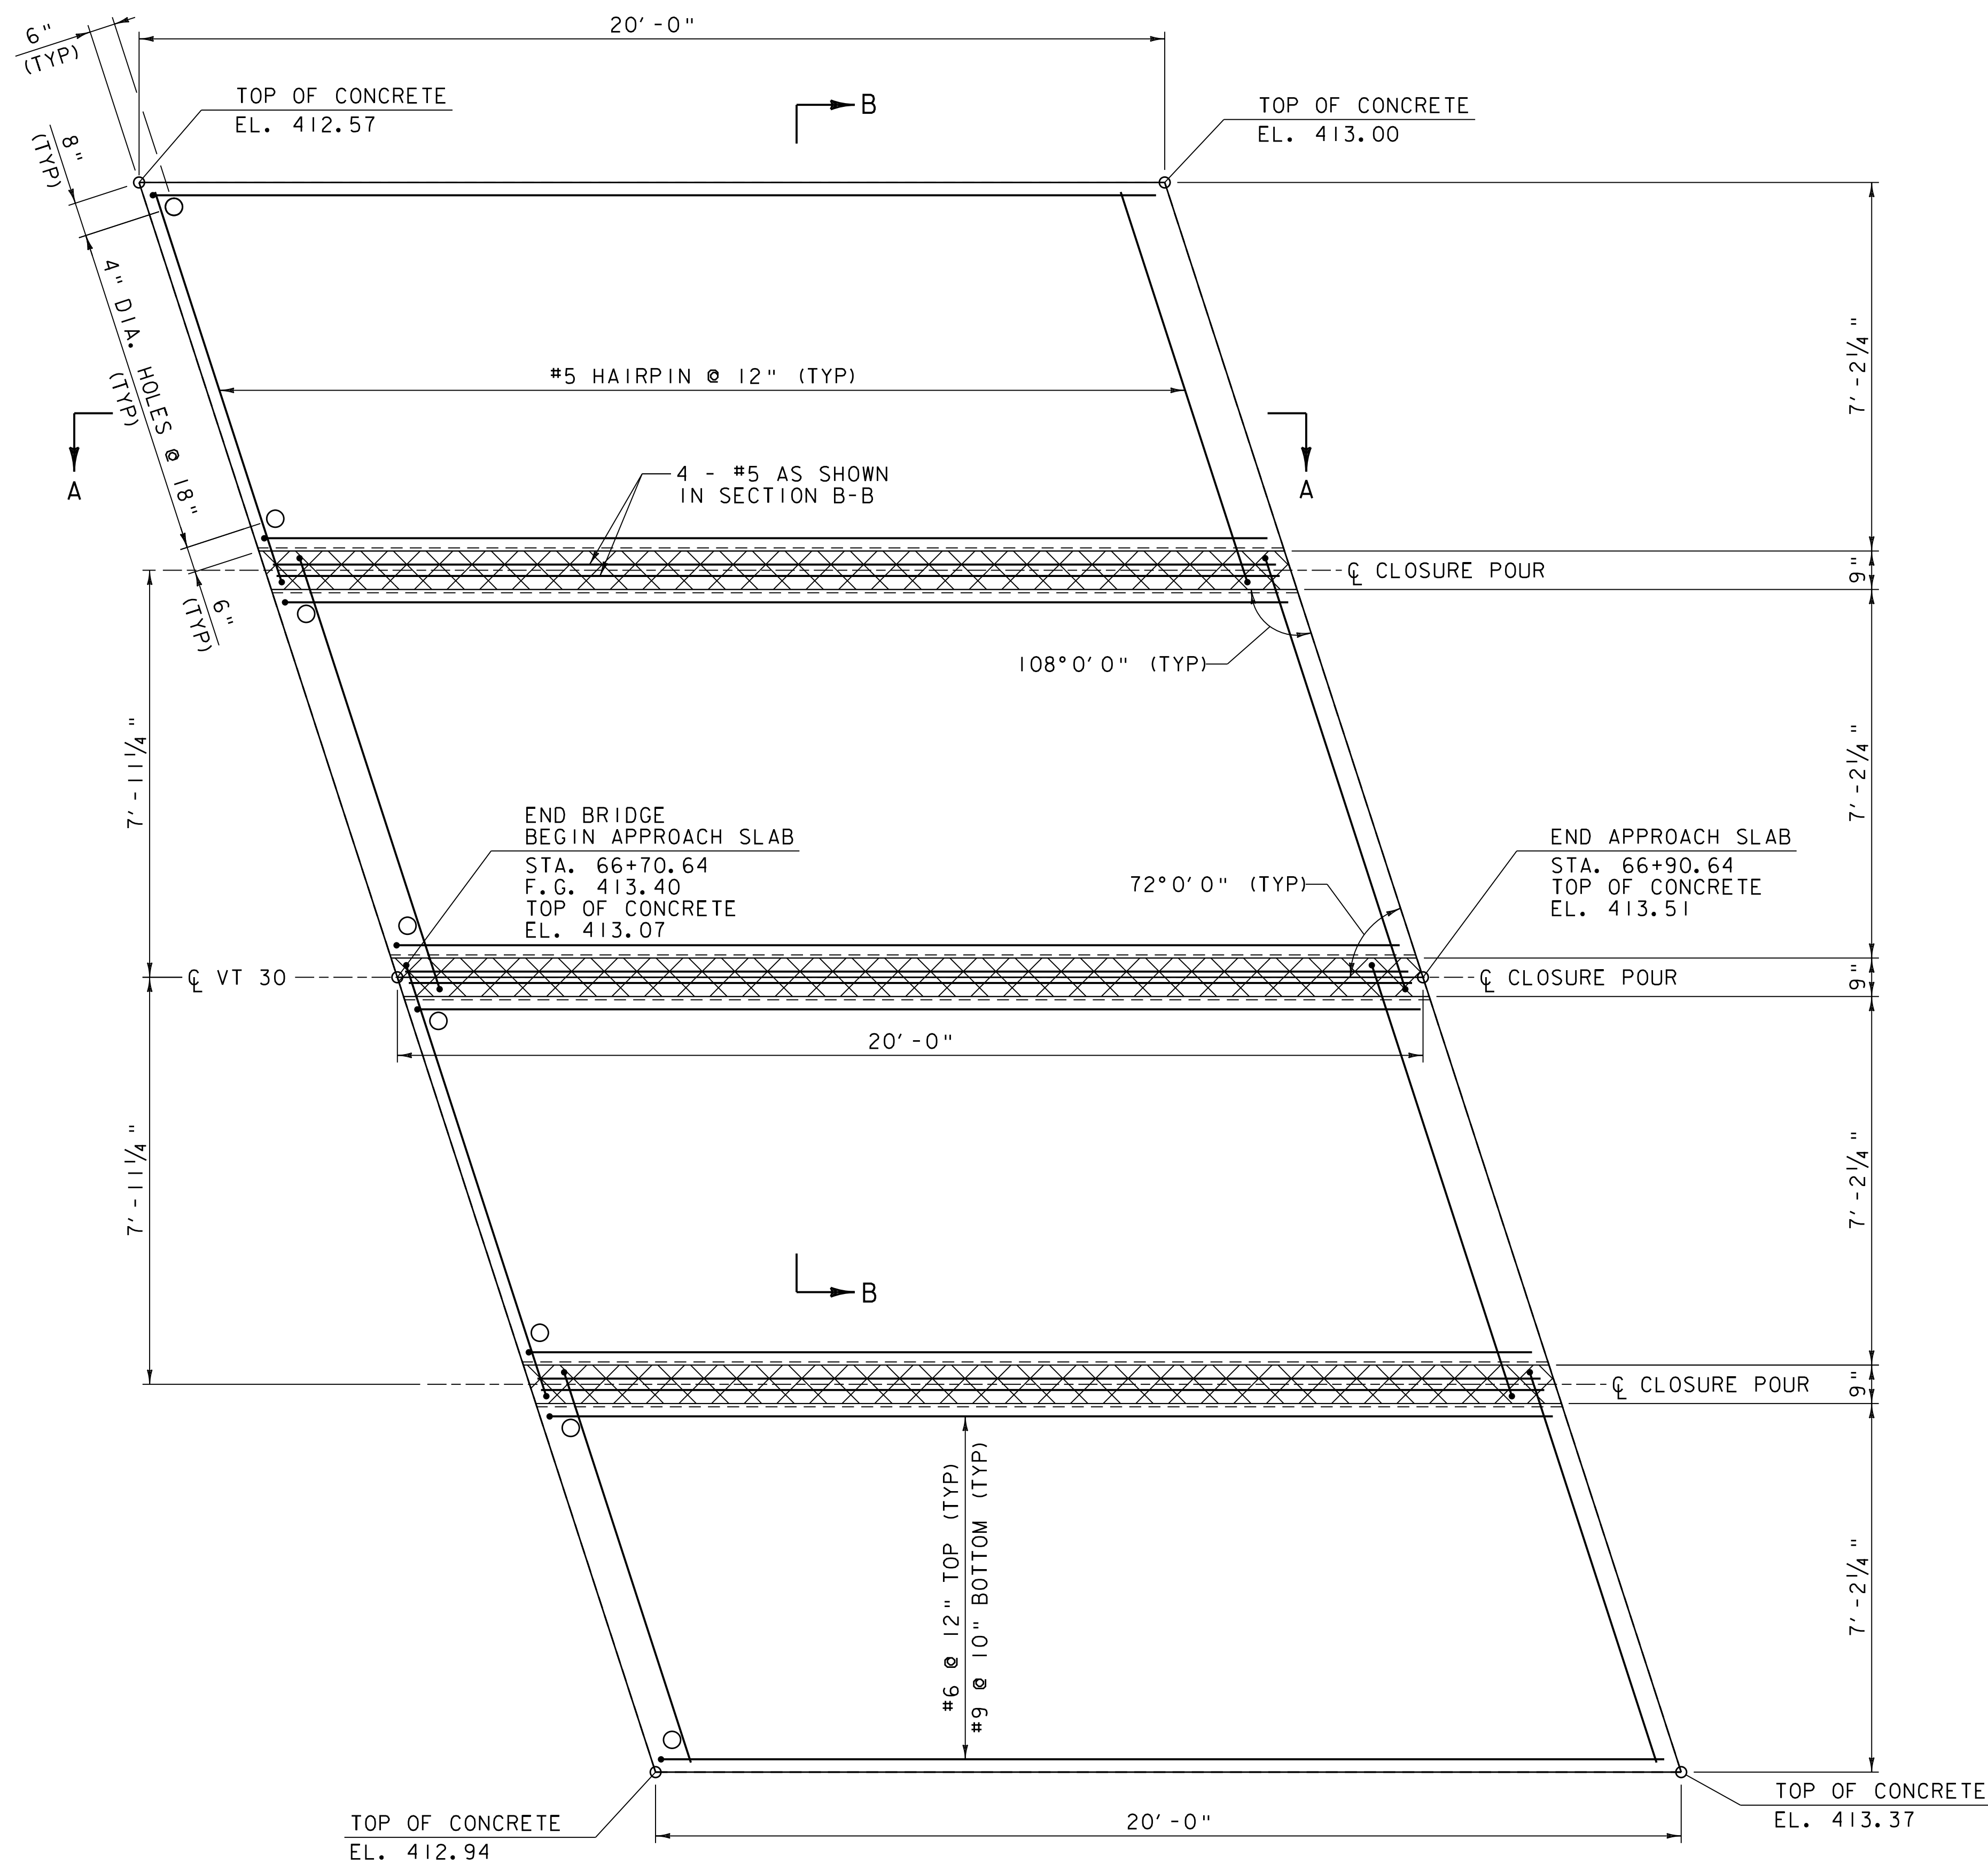 20'-0"
6"
(TYP)
TOP OF CONCRETE
EL. 412.57
B
TOP OF CONCRETE
EL. 413.00
8"
(TYP)
4" DIA. HOLES @ 18"
(TYP)
#5 HAIRPIN @ 12" (TYP)
7'-2¼"
A
4 - #5 AS SHOWN
IN SECTION B-B
A
℄ CLOSURE POUR
9"
6"
(TYP)
108°0'0" (TYP)
7'-11¼"
7'-2¼"
END BRIDGE
BEGIN APPROACH SLAB
STA. 66+70.64
F.G. 413.40
TOP OF CONCRETE
EL. 413.07
END APPROACH SLAB
STA. 66+90.64
TOP OF CONCRETE
EL. 413.51
72°0'0" (TYP)
℄ VT 30
℄ CLOSURE POUR
9"
20'-0"
7'-11¼"
7'-2¼"
B
℄ CLOSURE POUR
9"
#6 @ 12" TOP (TYP)
#9 @ 10" BOTTOM (TYP)
7'-2¼"
TOP OF CONCRETE
EL. 413.37
TOP OF CONCRETE
EL. 412.94
20'-0"